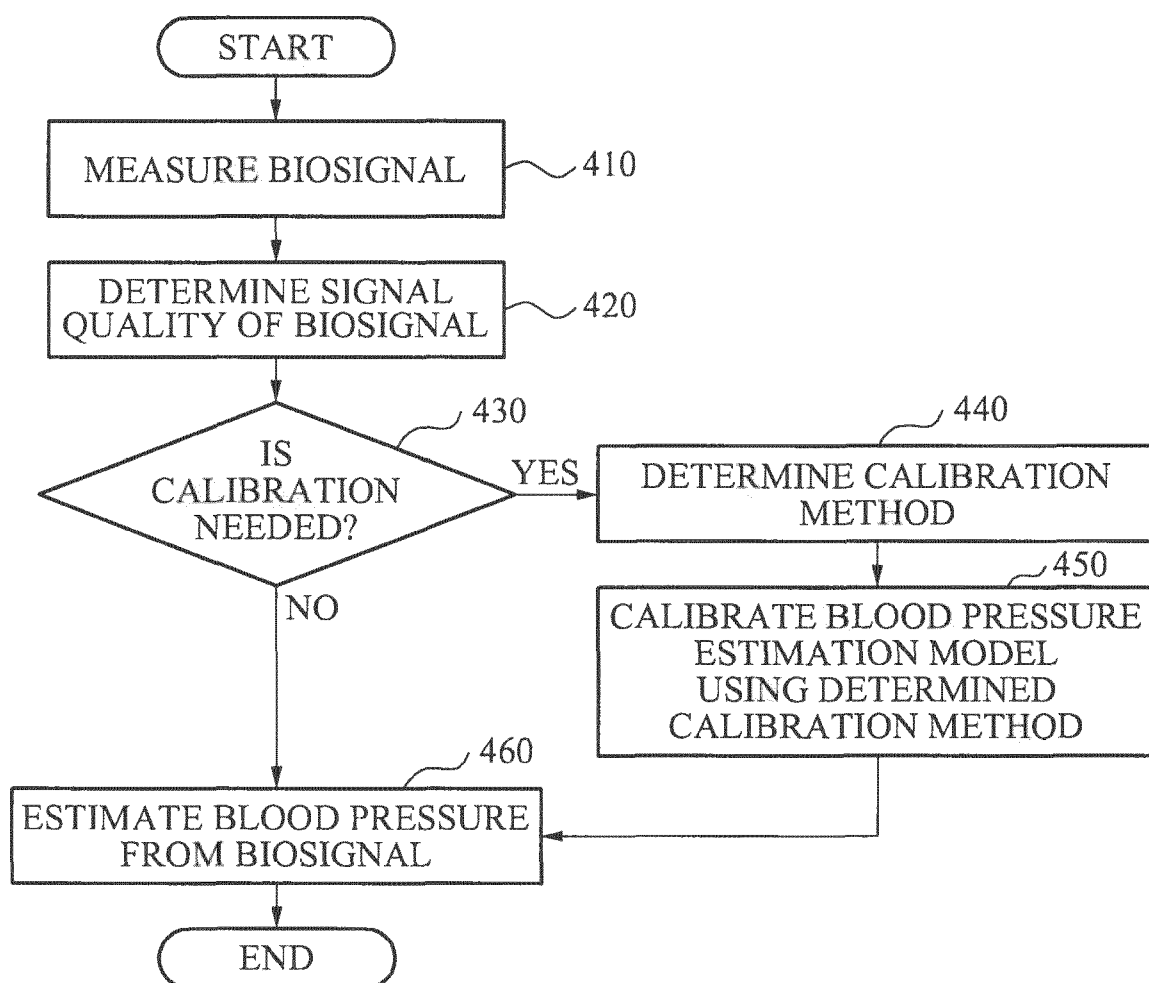 START
MEASURE BIOSIGNAL
410
DETERMINE SIGNAL
QUALITY OF BIOSIGNAL
420
430
IS
CALIBRATION
NEEDED?
YES
NO
440
DETERMINE CALIBRATION
METHOD
450
CALIBRATE BLOOD PRESSURE
ESTIMATION MODEL
USING DETERMINED
CALIBRATION METHOD
460
ESTIMATE BLOOD PRESSURE
FROM BIOSIGNAL
END